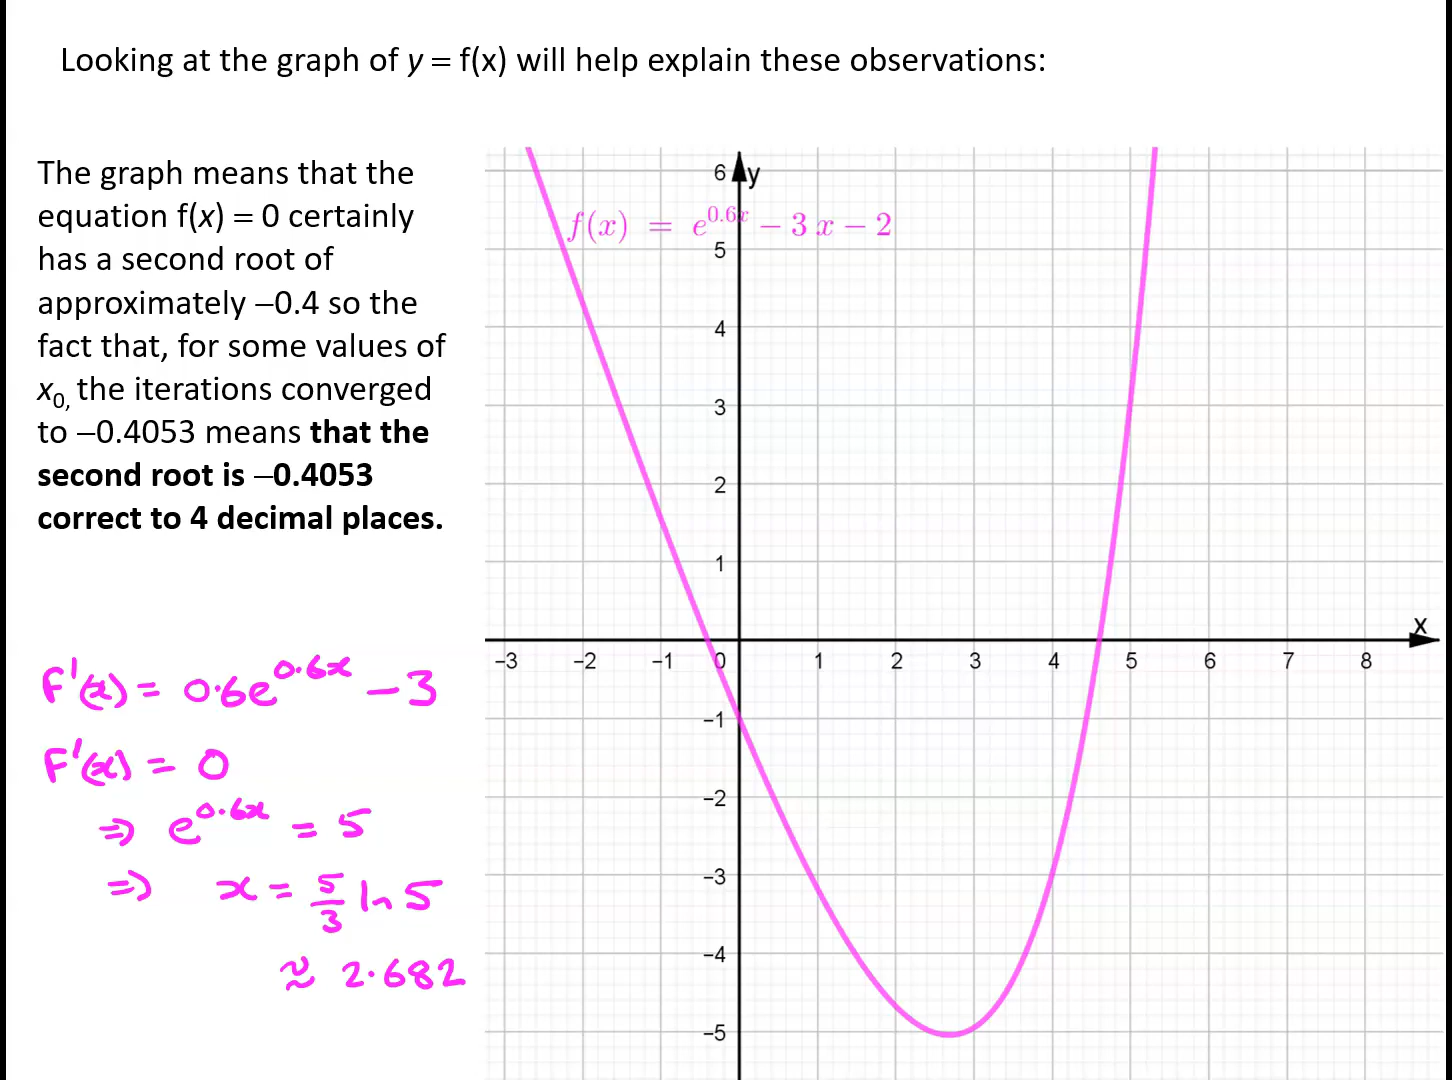 Looking at the graph of y = f(x) will help explain these observations:
The graph means that the
equation f(x) = 0 certainly
has a second root of
approximately –0.4 so the
fact that, for some values of
x₀, the iterations converged
to –0.4053 means that the
second root is –0.4053
correct to 4 decimal places.
f'(x) = 0.6e^0.6x – 3
f'(x) = 0
⇒ e^0.6x = 5
⇒ x = 5/3 ln 5
≈ 2.682
y
f(x) = e^0.6x – 3x – 2
6
5
4
3
2
1
x
–3 –2 –1 0 1 2 3 4 5 6 7 8
–1
–2
–3
–4
–5